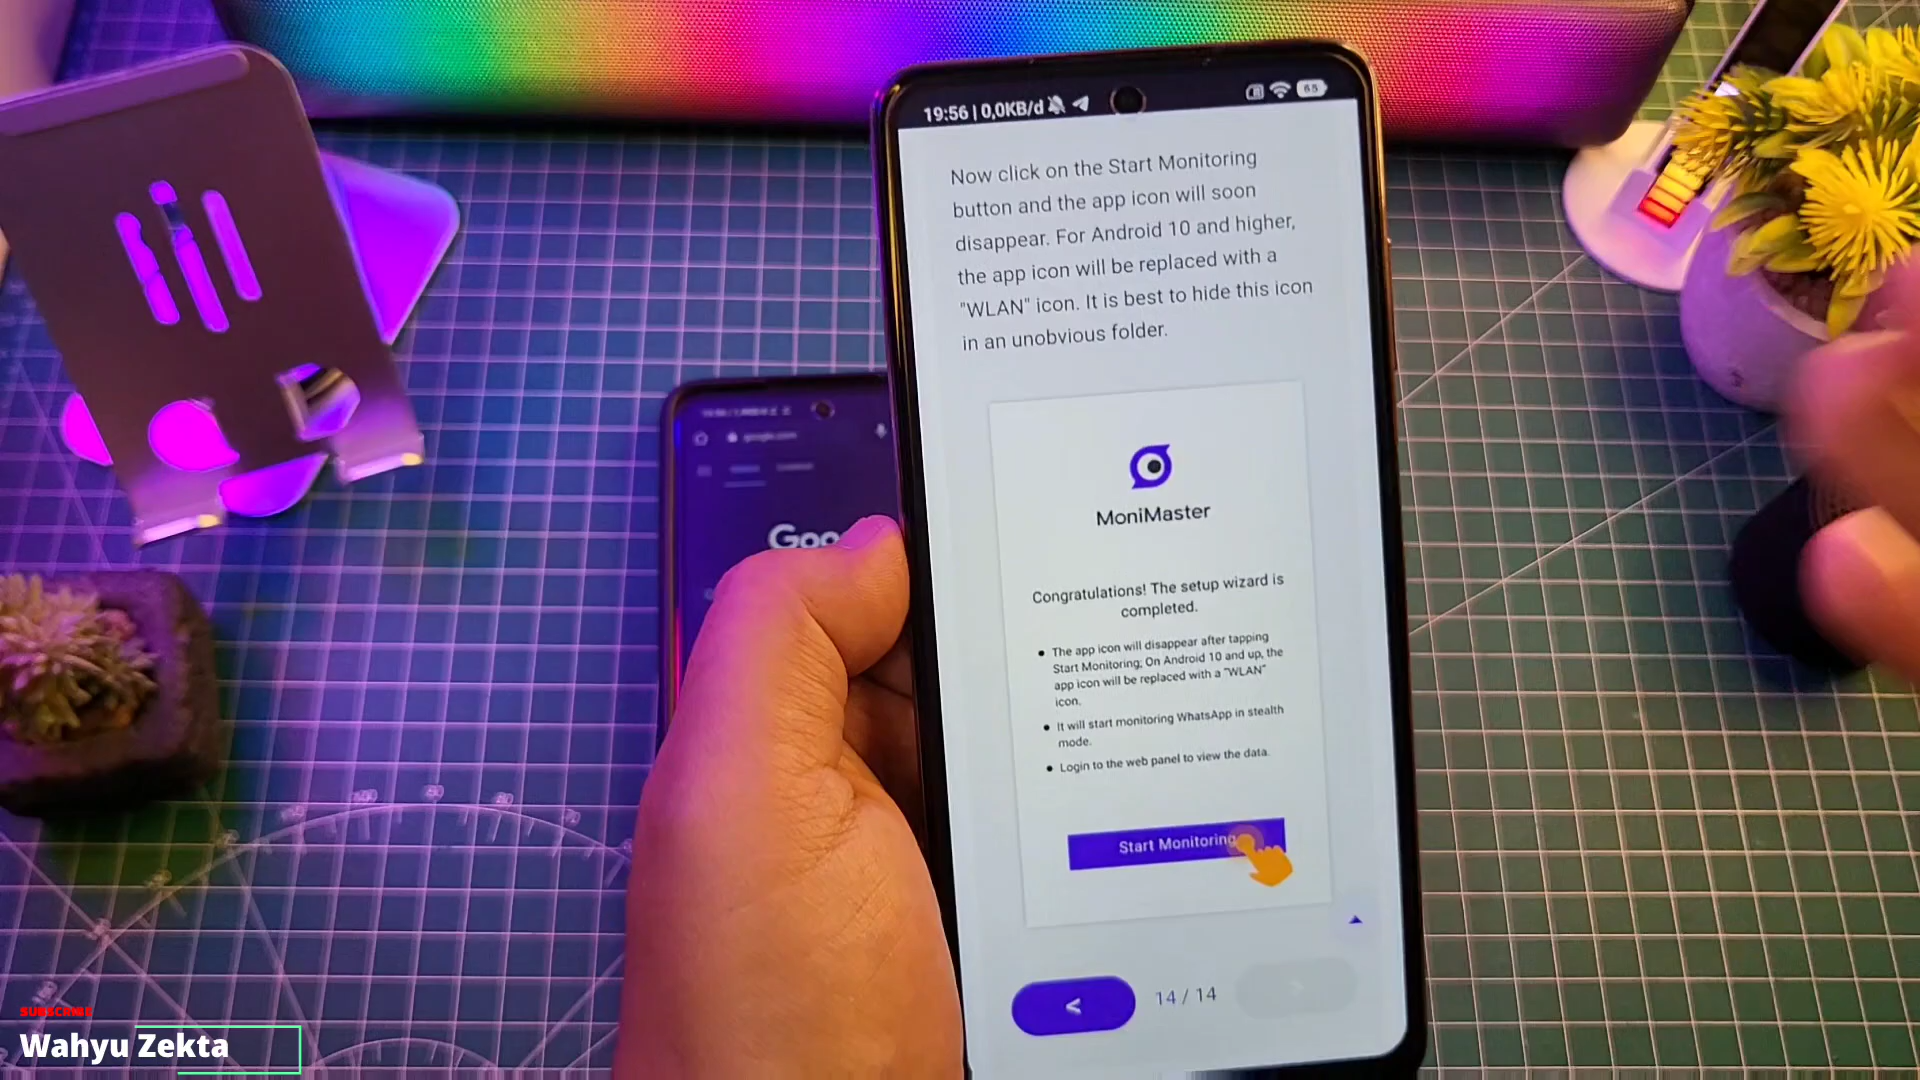 19:56 | 0,0KB/d
65
Now click on the Start Monitoring
button and the app icon will soon
disappear. For Android 10 and higher,
the app icon will be replaced with a
"WLAN" icon. It is best to hide this icon
in an unobvious folder.
MoniMaster
Congratulations! The setup wizard is
completed.
• The app icon will disappear after tapping
Start Monitoring; On Android 10 and up, the
app icon will be replaced with a "WLAN"
icon.
• It will start monitoring WhatsApp in stealth
mode.
• Login to the web panel to view the data.
Start Monitoring
<
14 / 14
google.com
Goo
SUBSCRIBE
Wahyu Zekta